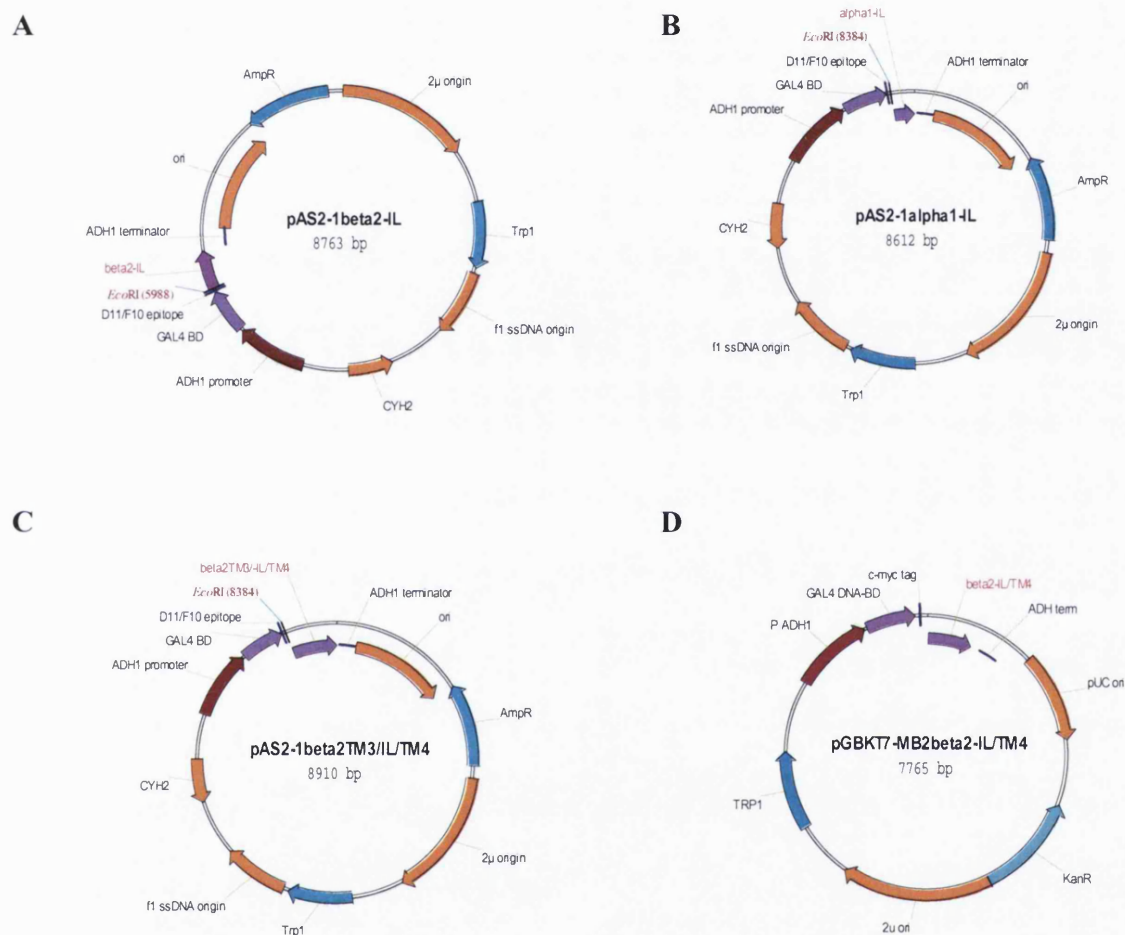 A
AmpR
2µ origin
ori
pAS2-1beta2-IL
8763 bp
Trp1
ADH1 terminator
beta2-IL
EcoRI (5988)
D11/F10 epitope
GAL4 BD
f1 ssDNA origin
ADH1 promoter
CYH2
B
alpha1-IL
EcoRI (8384)
D11/F10 epitope
ADH1 terminator
GAL4 BD
ori
ADH1 promoter
AmpR
pAS2-1alpha1-IL
8612 bp
CYH2
2µ origin
f1 ssDNA origin
Trp1
C
beta2TM3/-IL/TM4
EcoRI (8384)
ADH1 terminator
D11/F10 epitope
ori
GAL4 BD
ADH1 promoter
AmpR
pAS2-1beta2TM3/IL/TM4
8910 bp
CYH2
2µ origin
f1 ssDNA origin
Trp1
D
c-myc tag
beta2-IL/TM4
GAL4 DNA-BD
ADH term
P ADH1
pUC ori
pGBKT7-MB2beta2-IL/TM4
7765 bp
TRP1
KanR
2u ori